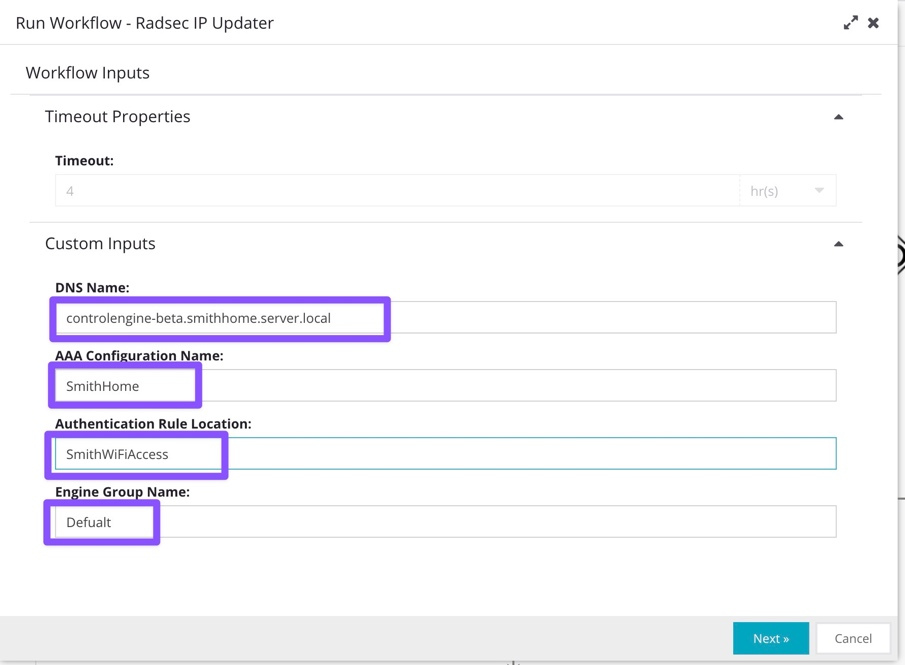 Run Workflow - Radsec IP Updater
Workflow Inputs
Timeout Properties
Timeout:
4 hr(s)
Custom Inputs
DNS Name:
controlengine-beta.smithhome.server.local
AAA Configuration Name:
SmithHome
Authentication Rule Location:
SmithWiFiAccess
Engine Group Name:
Defualt
Next » Cancel